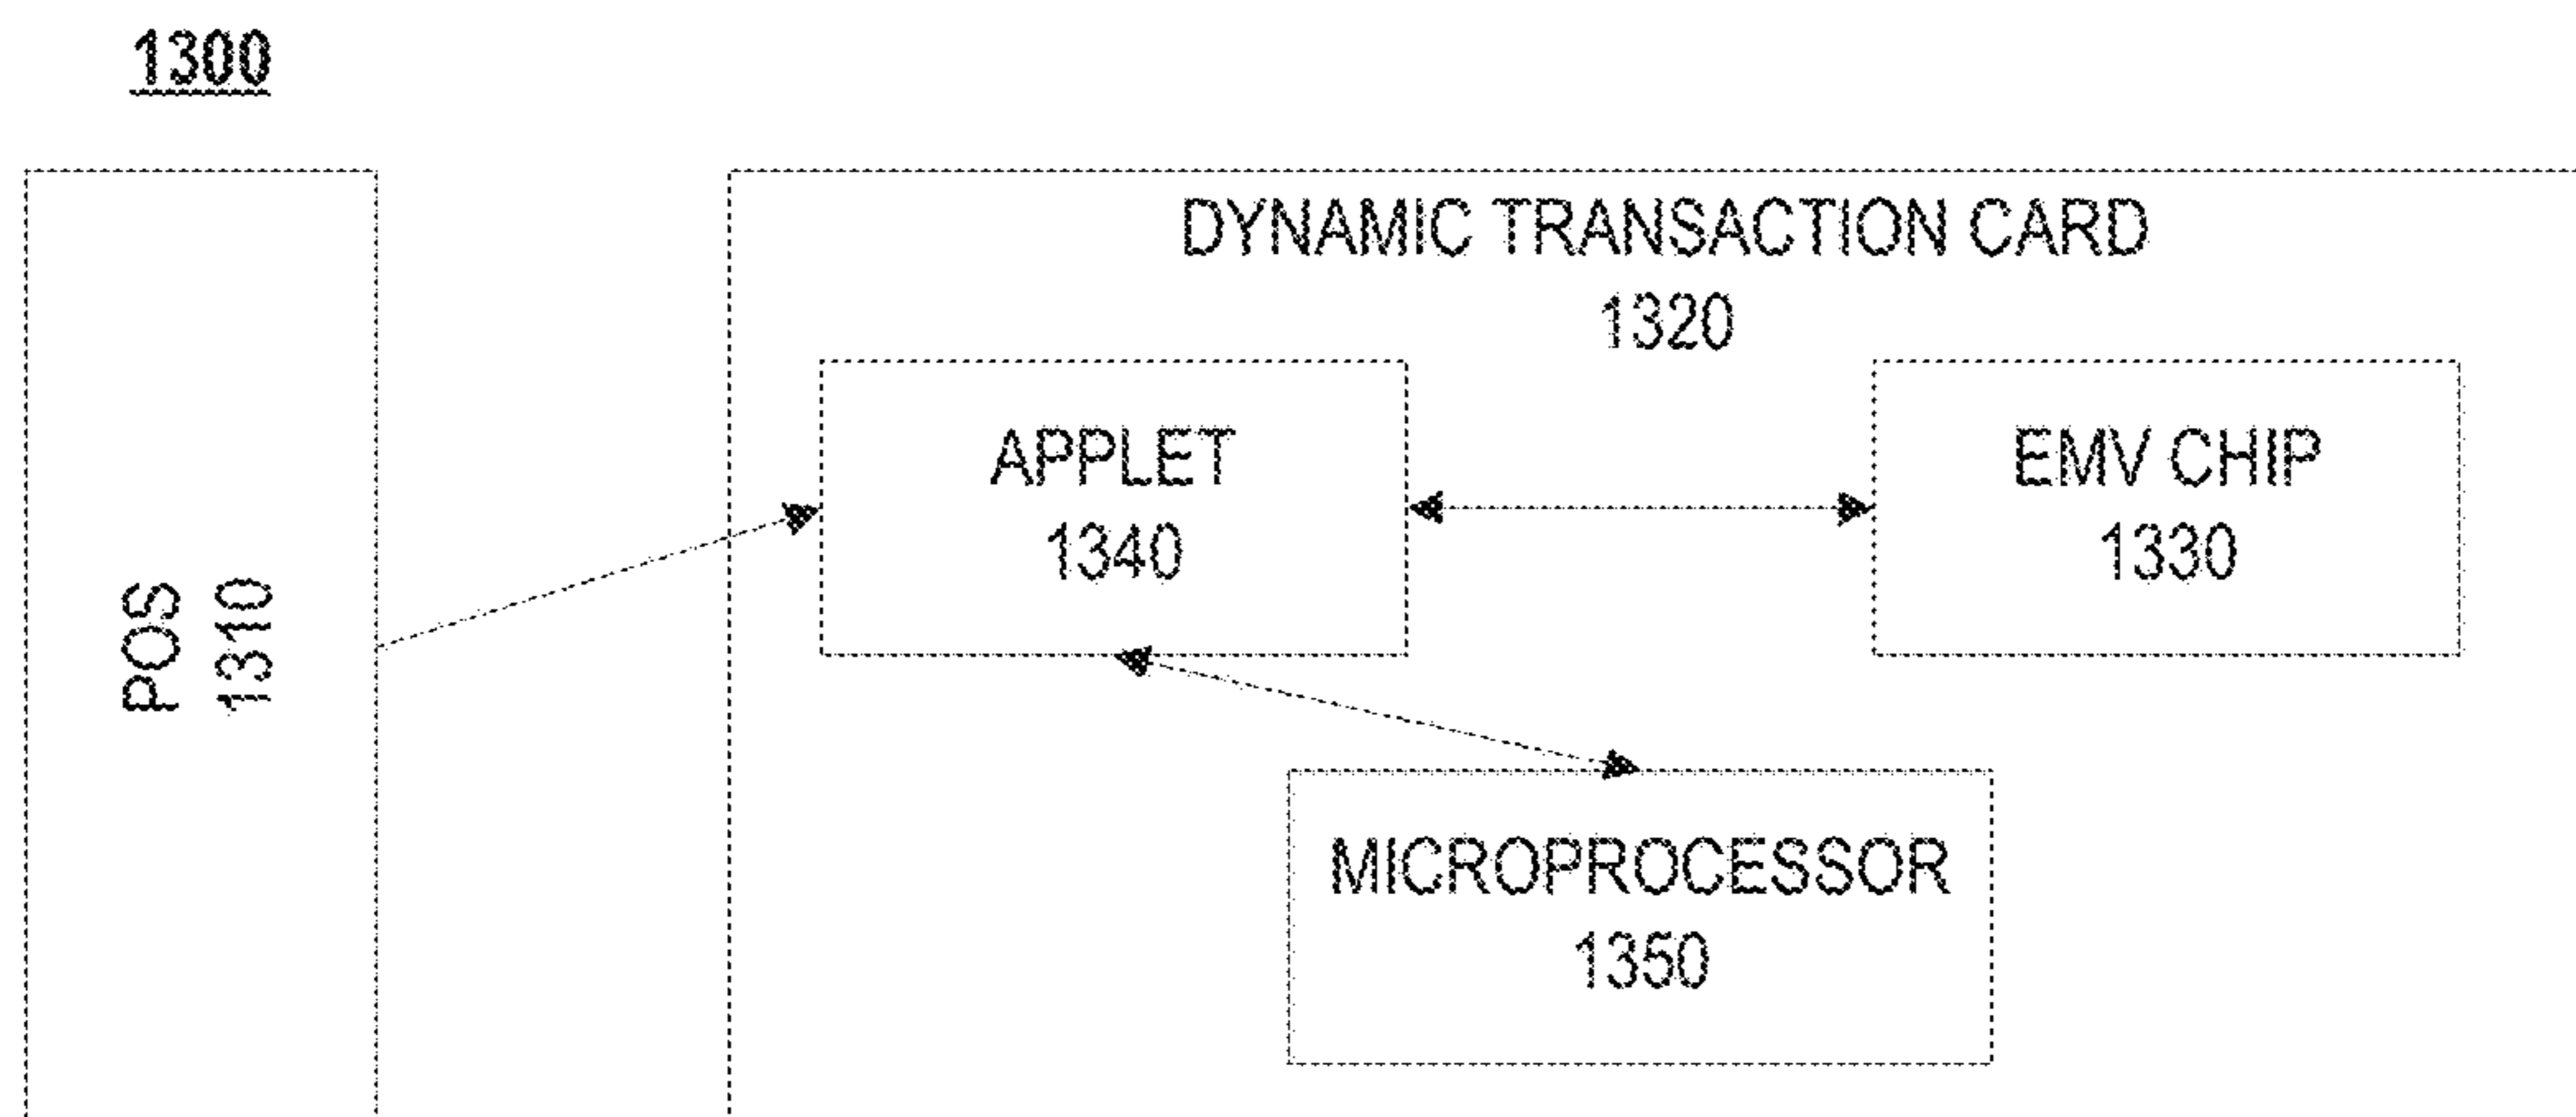 1300
DYNAMIC TRANSACTION CARD
1320
APPLET
1340
EMV CHIP
1330
POS
1310
MICROPROCESSOR
1350